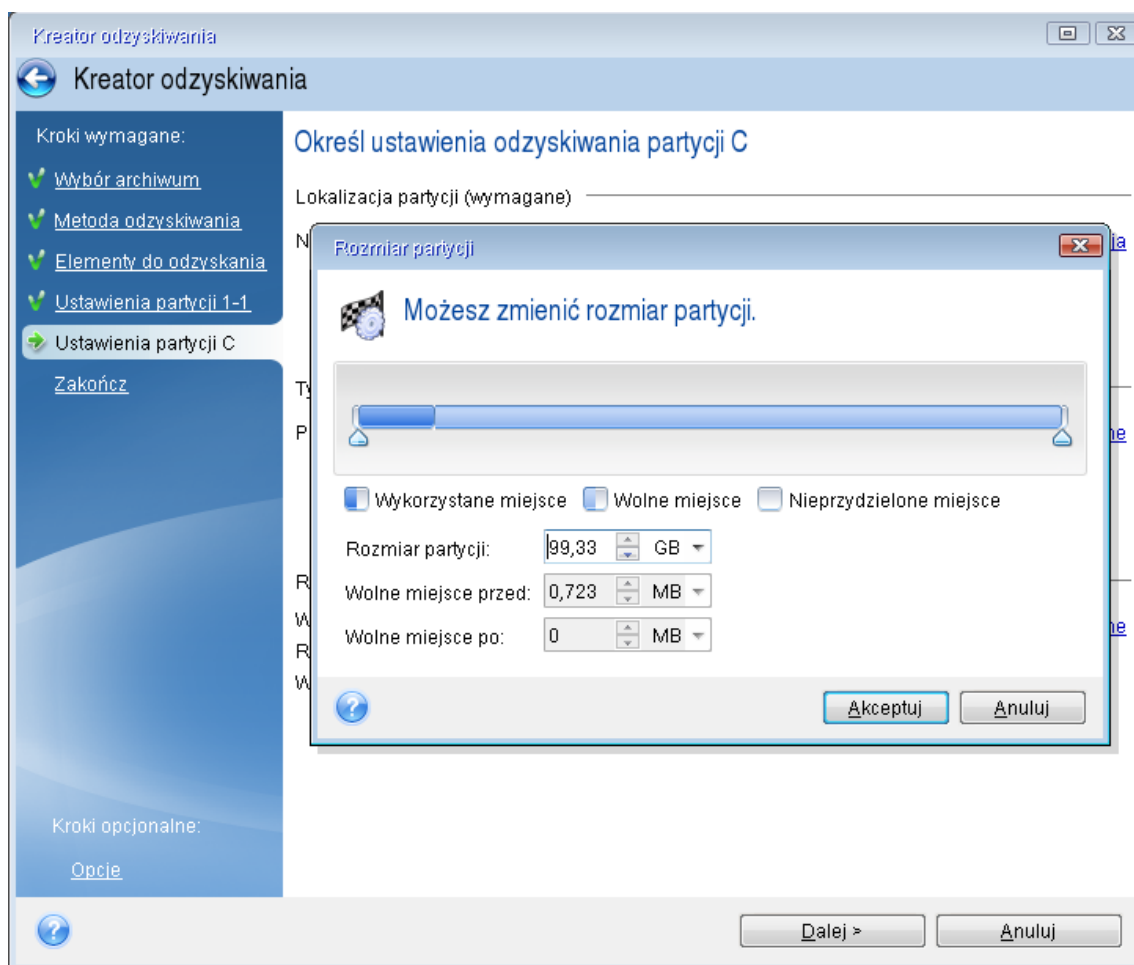 Kreator odzyskiwania
Kreator odzyskiwania
Kroki wymagane:
Wybór archiwum
Metoda odzyskiwania
Elementy do odzyskania
Ustawienia partycji 1-1
Ustawienia partycji C
Zakończ
Kroki opcjonalne:
Opcje
Określ ustawienia odzyskiwania partycji C
Lokalizacja partycji (wymagane)
Rozmiar partycji
Możesz zmienić rozmiar partycji.
Wykorzystane miejsce Wolne miejsce Nieprzydzielone miejsce
Rozmiar partycji: 99,33 GB
Wolne miejsce przed: 0,723 MB
Wolne miejsce po: 0 MB
Akceptuj Anuluj
Dalej > Anuluj